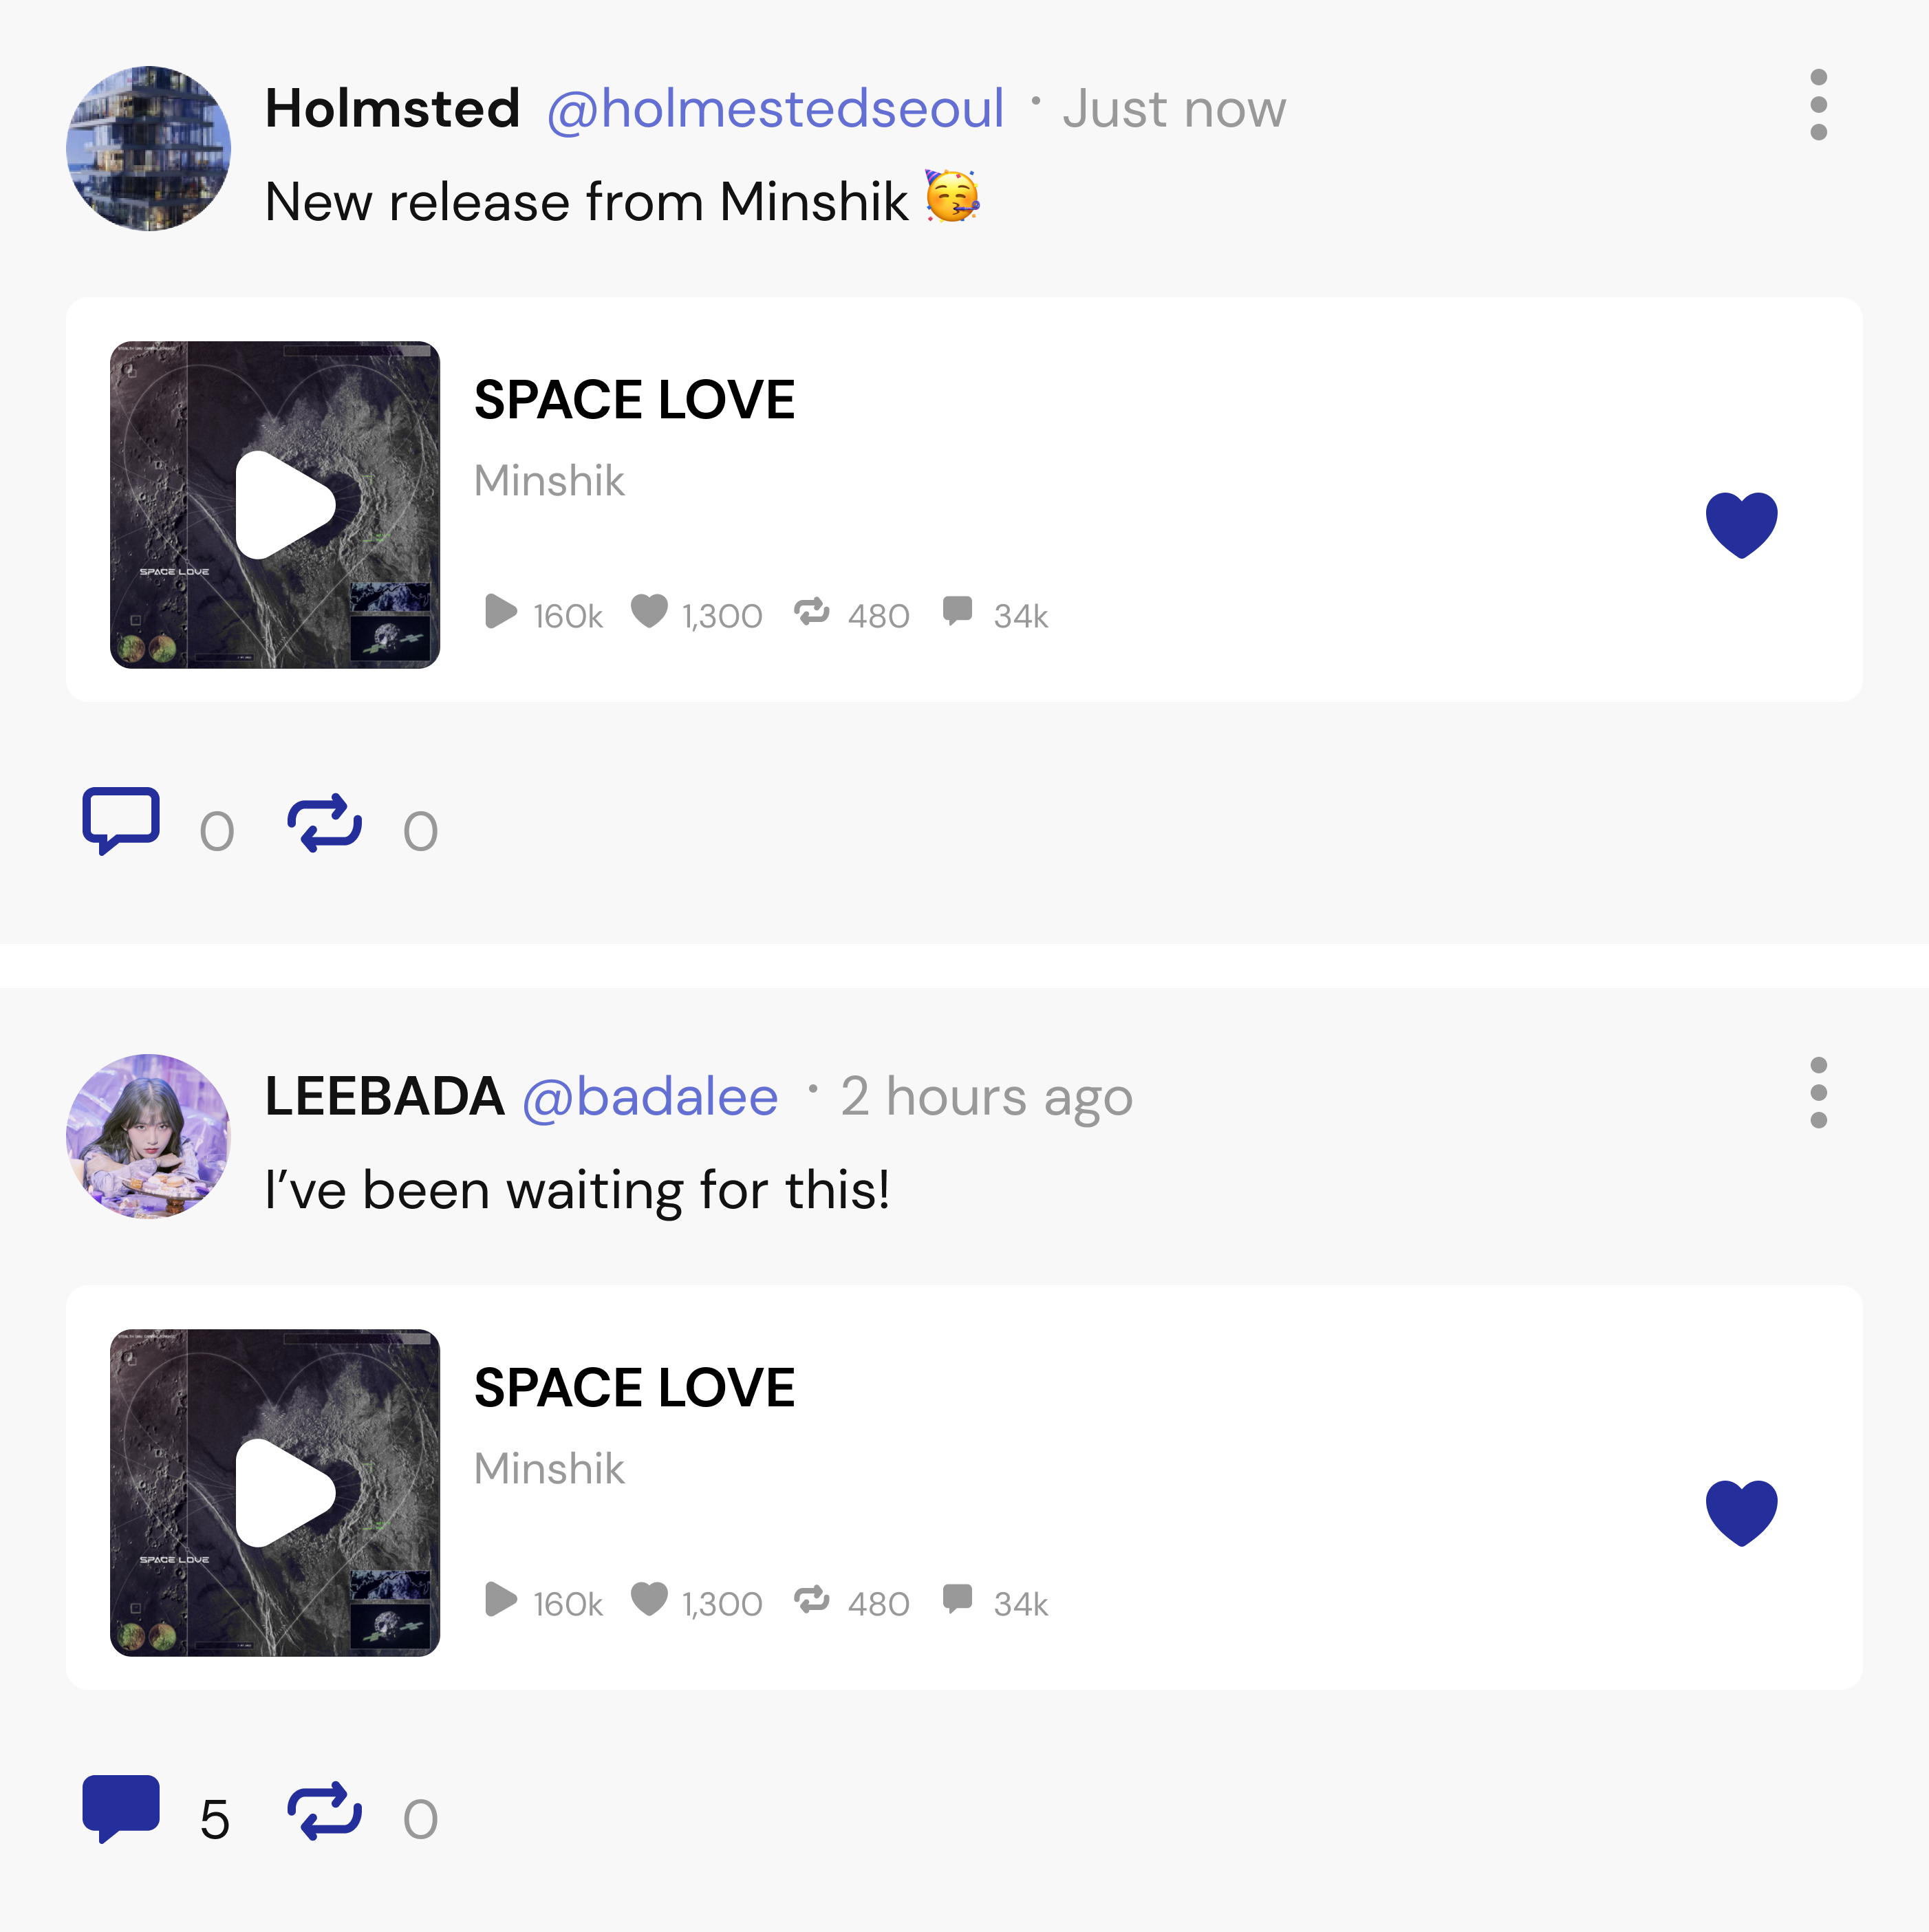 Holmsted @holmestedseoul · Just now
New release from Minshik 🥳
SPACE LOVE
Minshik
SPACE LOVE
160k 1,300 480 34k
0 0
LEEBADA @badalee · 2 hours ago
I’ve been waiting for this!
SPACE LOVE
Minshik
SPACE LOVE
160k 1,300 480 34k
5 0